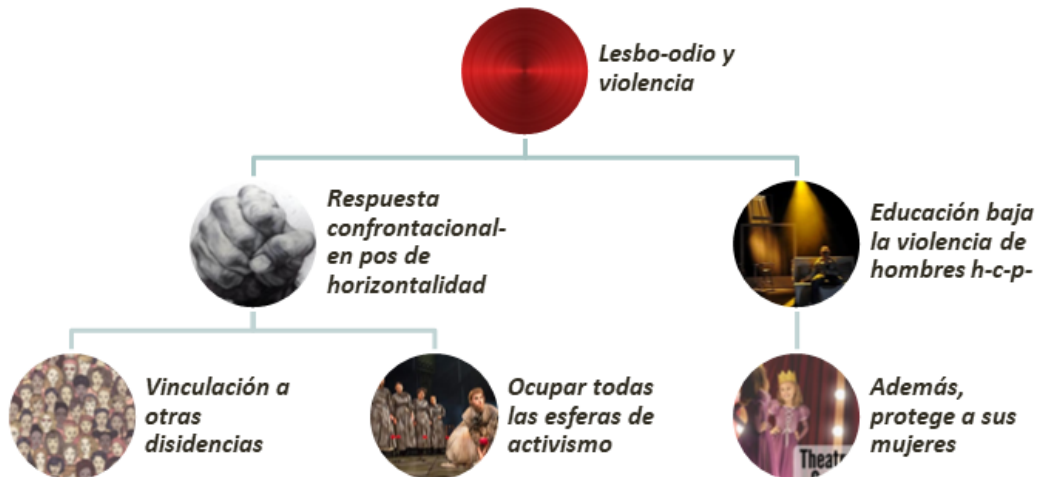 Lesbo-odio y
violencia
Respuesta
confrontacional-
en pos de
horizontalidad
Educación baja
la violencia de
hombres h-c-p-
Vinculación a
otras
disidencias
Ocupar todas
las esferas de
activismo
Además,
protege a sus
mujeres